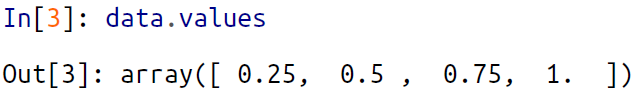 In[3]: data.values
Out[3]: array([ 0.25,  0.5 ,  0.75,  1.  ])